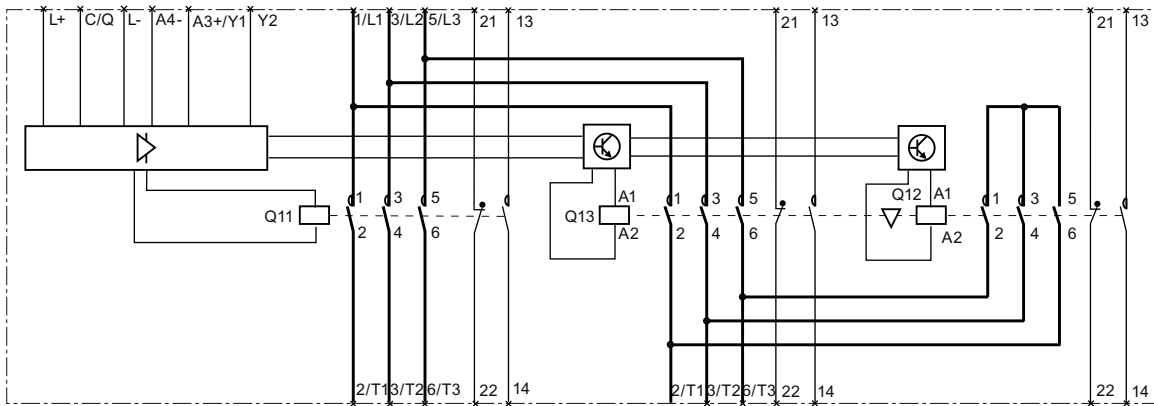 L+ C/Q L- A4- A3+/Y1 Y2 1/L1 3/L2 5/L3 21 13 21 13 21 13
Q12 A1
A1
1 3 5
1 3 5
1 3 5
Q11
Q13
2 4 6
A2 2 4 6
A2 2 4 6
2/T1 3/T2 6/T3 22 14 2/T1 3/T2 6/T3 22 14 22 14